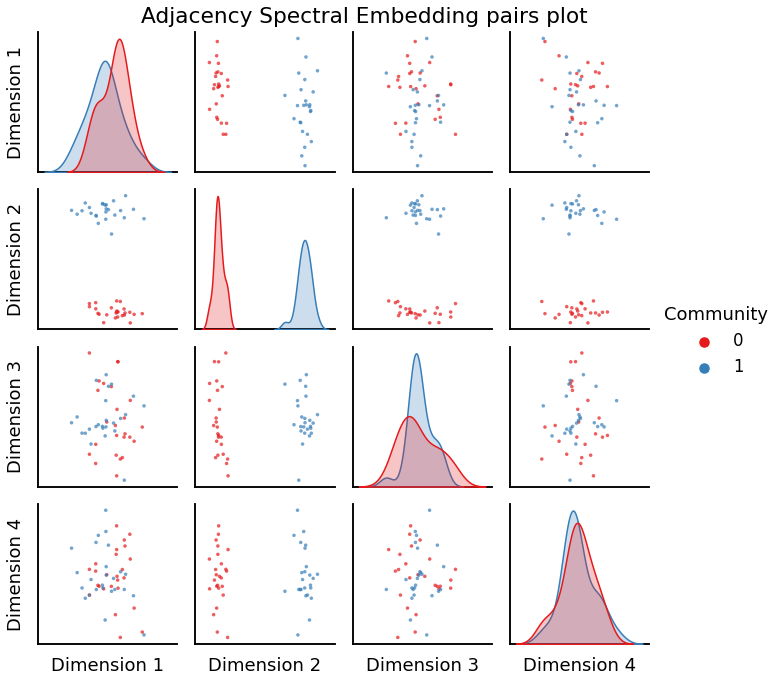 Adjacency Spectral Embedding pairs plot
Dimension 1
Dimension 2
Dimension 3
Dimension 4
Community
0
1
Dimension 1
Dimension 2
Dimension 3
Dimension 4